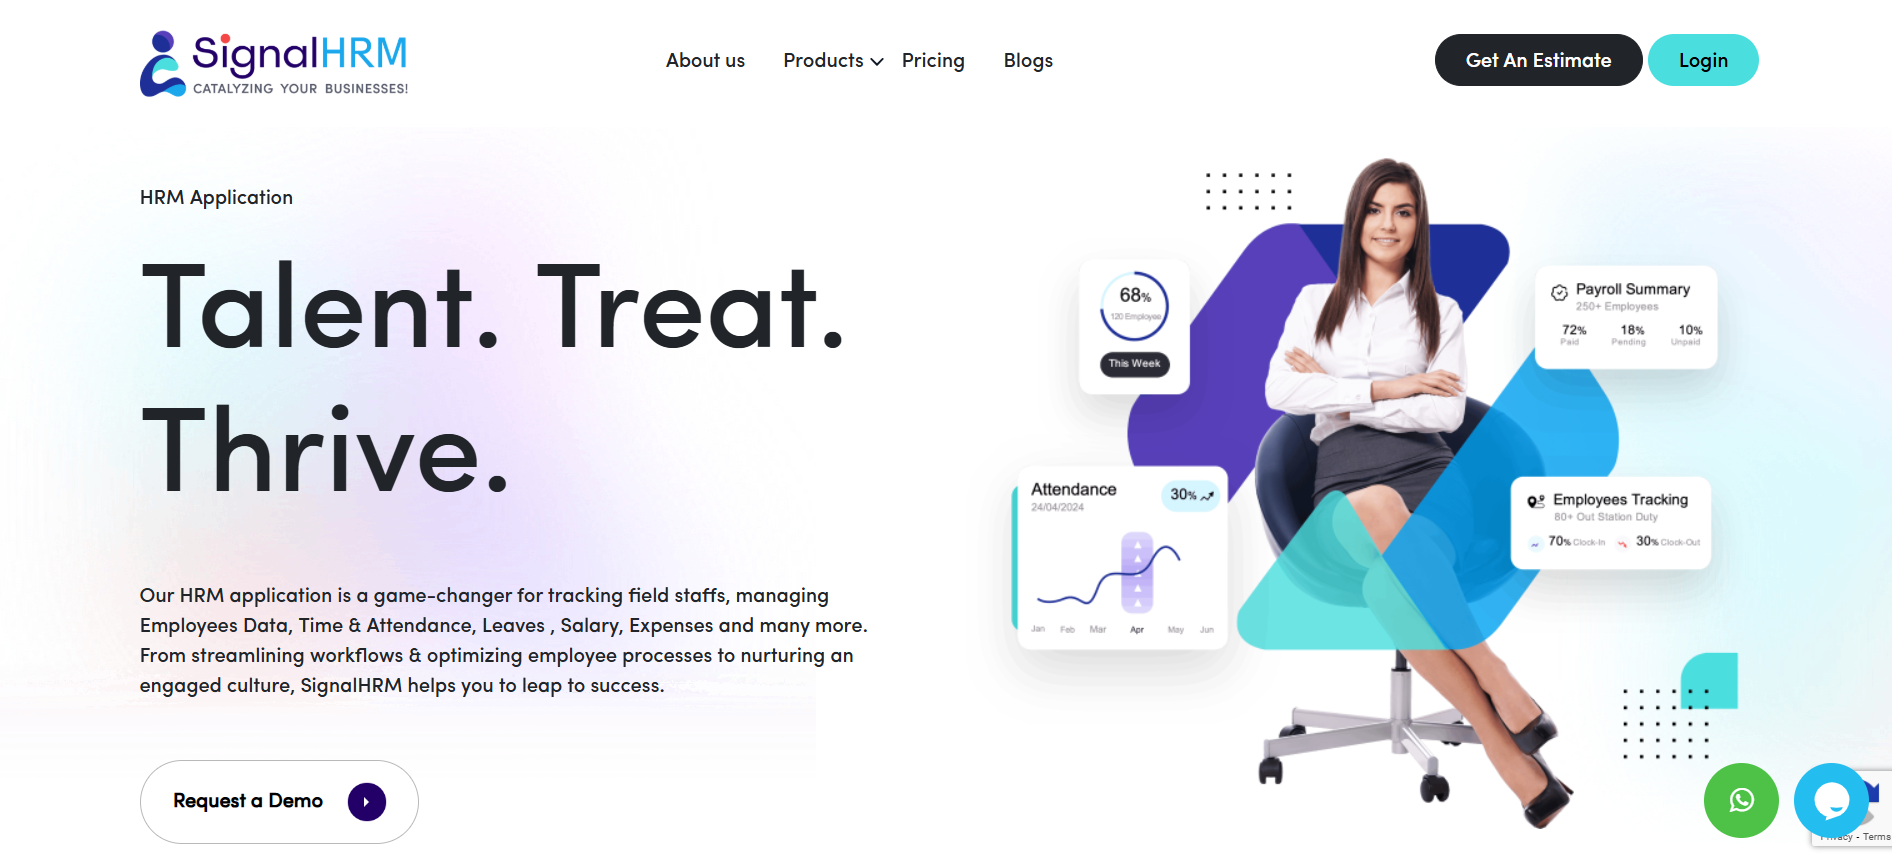 SignalHRM
CATALYZING YOUR BUSINESSES!
About us
Products
Pricing
Blogs
Get An Estimate
Login
HRM Application
Talent. Treat.
Thrive.
Our HRM application is a game-changer for tracking field staffs, managing
Employees Data, Time & Attendance, Leaves , Salary, Expenses and many more.
From streamlining workflows & optimizing employee processes to nurturing an
engaged culture, SignalHRM helps you to leap to success.
Request a Demo
68%
120 Employee
This Week
Payroll Summary
250+ Employees
72% 18% 10%
Paid Pending Unpaid
Attendance
24/04/2024
30%
Jan Feb Mar Apr May Jun
Employees Tracking
80+ Out Station Duty
70% Clock-In 30% Clock-Out
Privacy - Terms